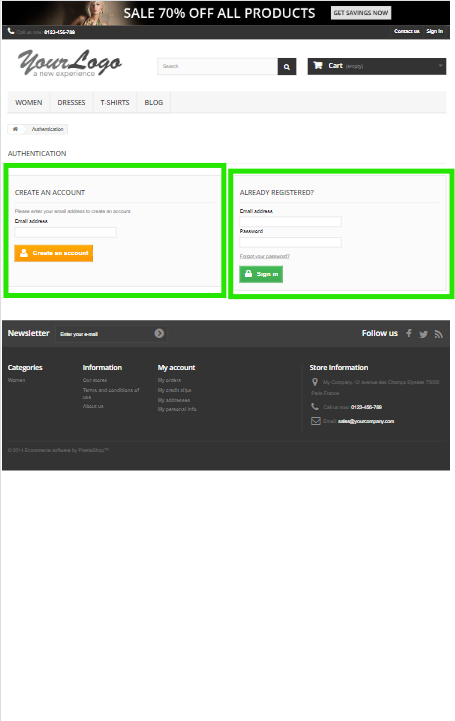 SALE 70% OFF ALL PRODUCTS GET SAVINGS NOW
Call us now: 0123-456-789 Contact us Sign in
YourLogo
a new experience
Search
Cart (empty)
WOMEN DRESSES T-SHIRTS BLOG
Authentication
AUTHENTICATION
CREATE AN ACCOUNT
Please enter your email address to create an account.
Email address
Create an account
ALREADY REGISTERED?
Email address
Password
Forgot your password?
Sign in
Newsletter Enter your e-mail Follow us
Categories
Women
Information
Our stores
Terms and conditions of
use
About us
My account
My orders
My credit slips
My addresses
My personal info
Store Information
My Company, 42 avenue des Champs Elysées 75000
Paris France
Call us now: 0123-456-789
Email: sales@yourcompany.com
© 2014 Ecommerce software by PrestaShop™